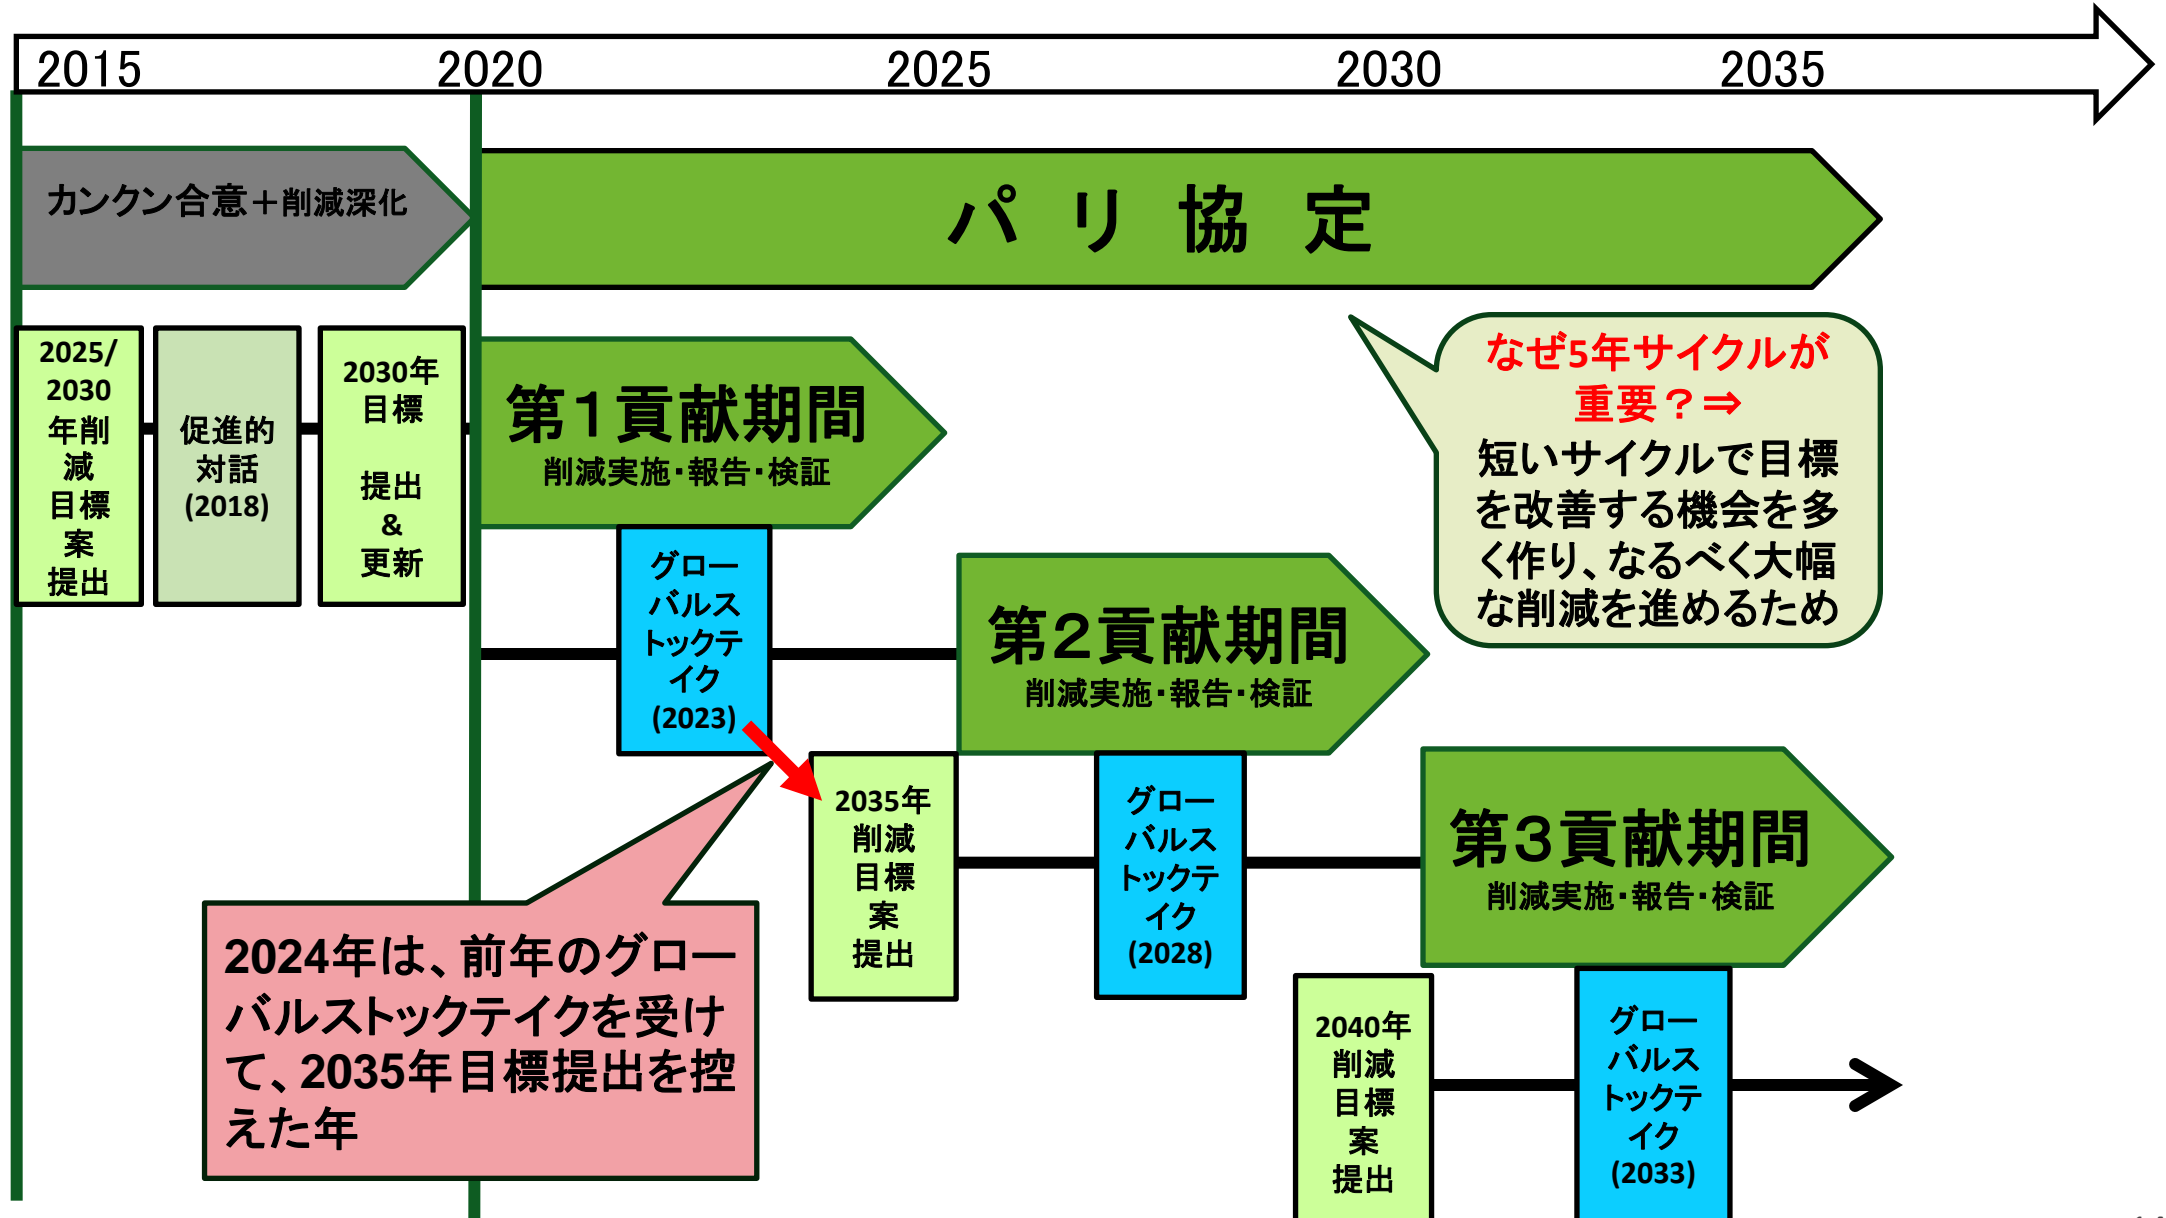 2015 2020 2025 2030 2035
カンクン合意＋削減深化
パリ協定
2025/
2030
年削
減
目標
案
提出
促進的
対話
(2018)
2030年
目標
提出
&
更新
第1貢献期間
削減実施・報告・検証
なぜ5年サイクルが
重要？⇒
短いサイクルで目標
を改善する機会を多
く作り、なるべく大幅
な削減を進めるため
グロー
バルス
トックテ
イク
(2023)
第2貢献期間
削減実施・報告・検証
2035年
削減
目標
案
提出
グロー
バルス
トックテ
イク
(2028)
第3貢献期間
削減実施・報告・検証
2024年は、前年のグロー
バルストックテイクを受け
て、2035年目標提出を控
えた年
2040年
削減
目標
案
提出
グロー
バルス
トックテ
イク
(2033)